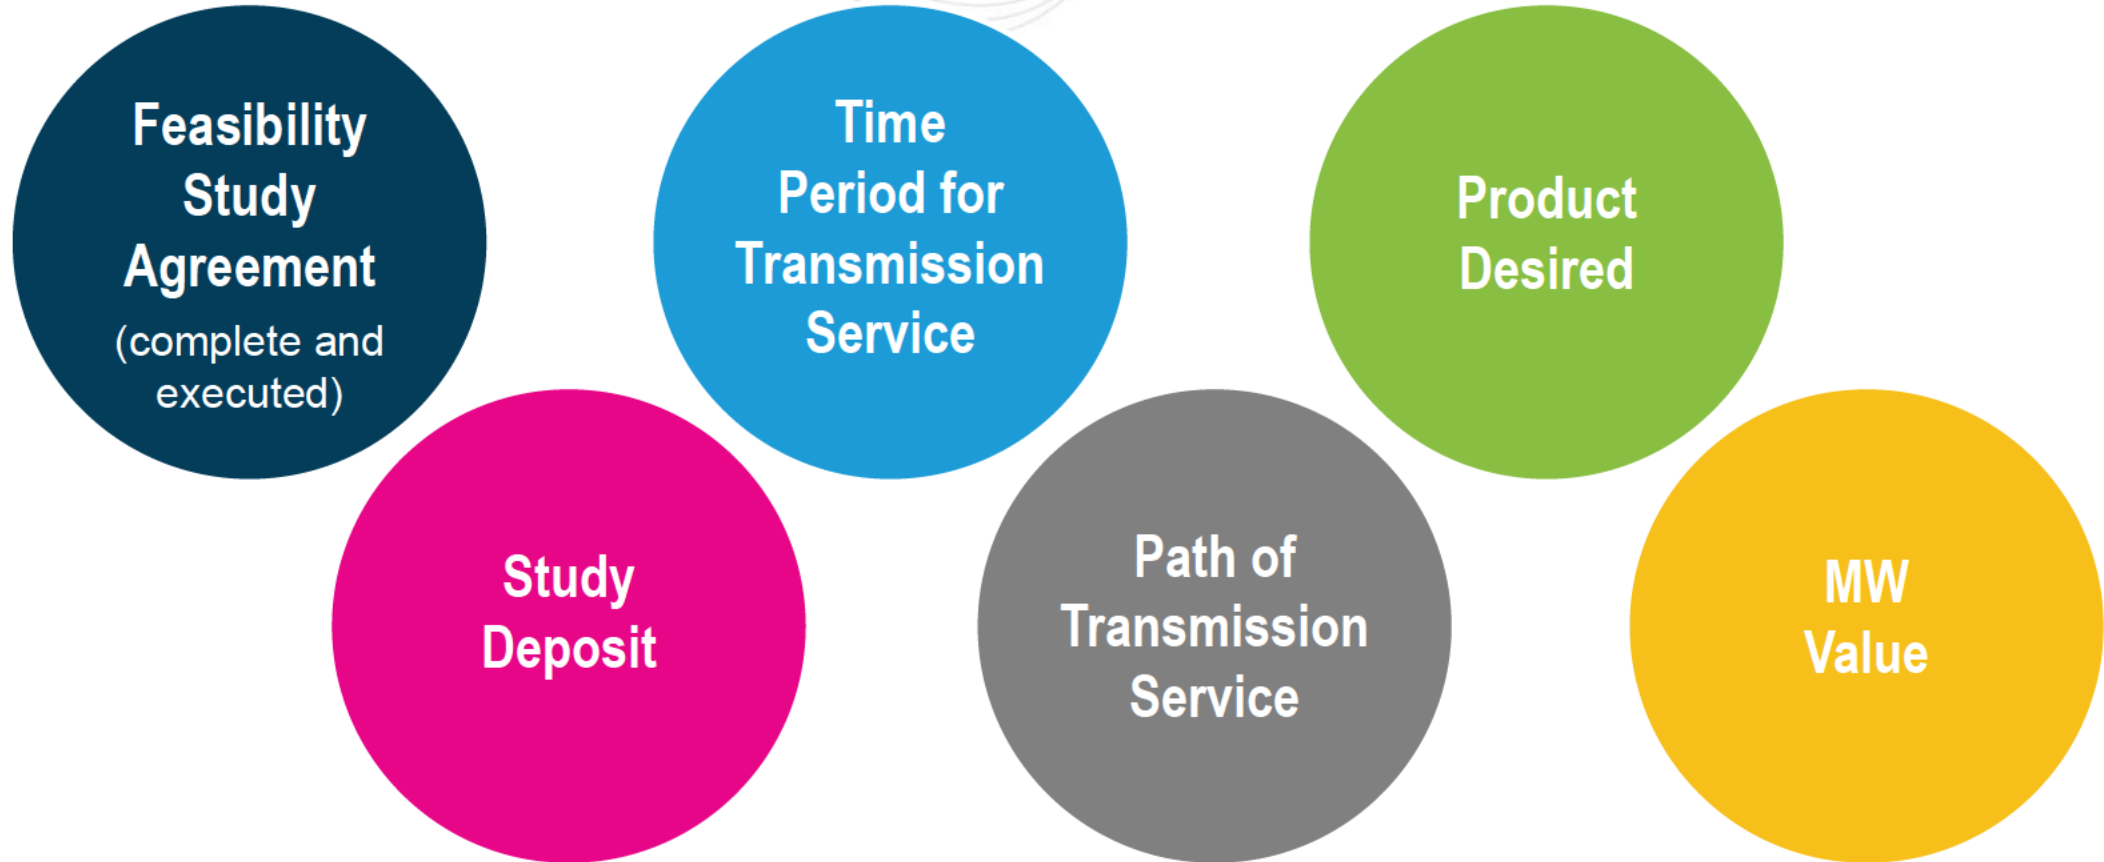 Feasibility
Study
Agreement
(complete and
executed)
Study
Deposit
Time
Period for
Transmission
Service
Path of
Transmission
Service
Product
Desired
MW
Value